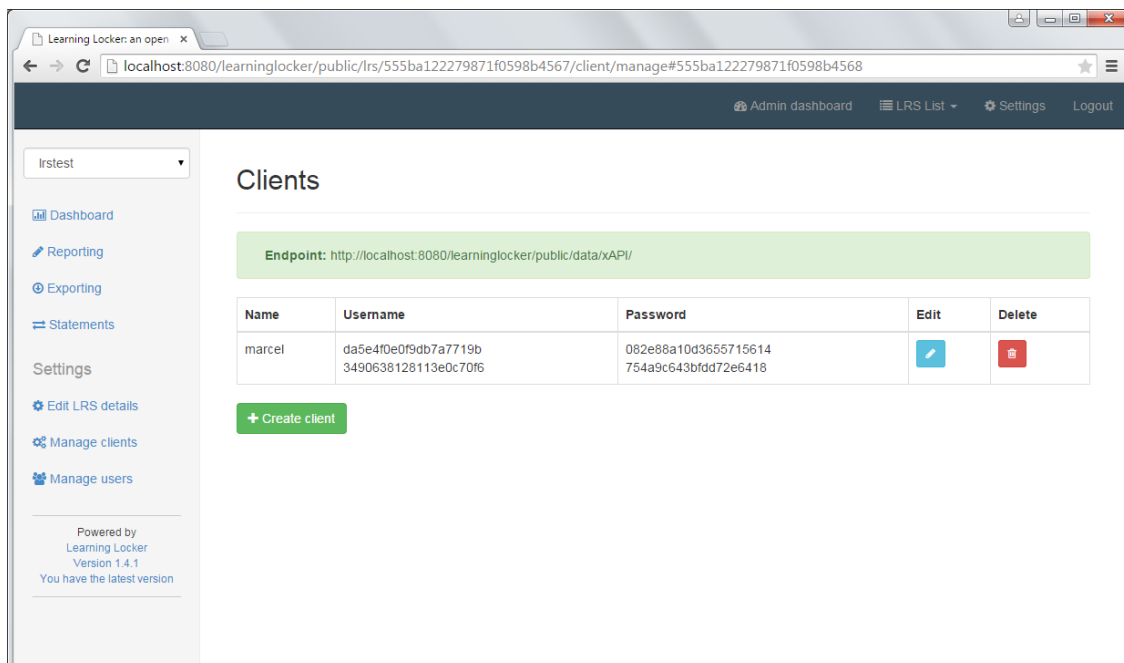 Learning Locker: an open
localhost:8080/learninglocker/public/lrs/555ba122279871f0598b4567/client/manage#555ba122279871f0598b4568
Admin dashboard LRS List Settings Logout
lrstest
Dashboard
Reporting
Exporting
Statements
Settings
Edit LRS details
Manage clients
Manage users
Powered by
Learning Locker
Version 1.4.1
You have the latest version
Clients
Endpoint: http://localhost:8080/learninglocker/public/data/xAPI/
Name Username Password Edit Delete
marcel da5e4f0e0f9db7a7719b 082e88a10d3655715614
3490638128113e0c70f6 754a9c643bfdd72e6418
Create client